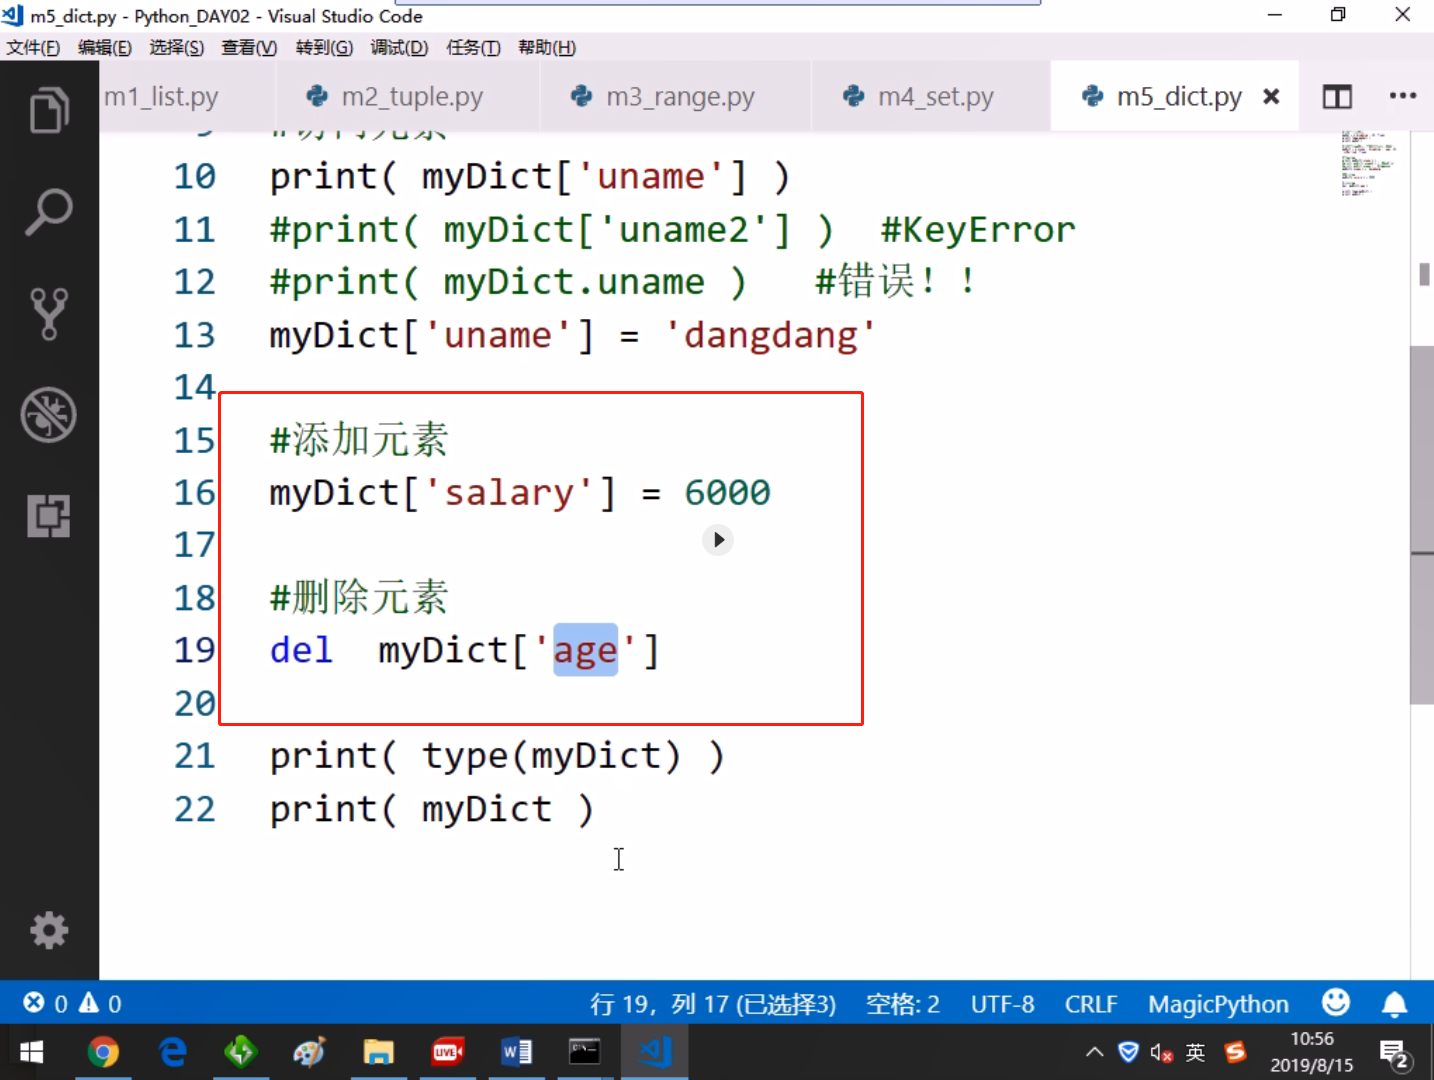 m5_dict.py - Python_DAY02 - Visual Studio Code
文件(F) 编辑(E) 选择(S) 查看(V) 转到(G) 调试(D) 任务(T) 帮助(H)
m1_list.py m2_tuple.py m3_range.py m4_set.py m5_dict.py
9 #访问元素
10 print( myDict['uname'] )
11 #print( myDict['uname2'] ) #KeyError
12 #print( myDict.uname ) #错误！！
13 myDict['uname'] = 'dangdang'
14
15 #添加元素
16 myDict['salary'] = 6000
17
18 #删除元素
19 del myDict['age']
20
21 print( type(myDict) )
22 print( myDict )
0 0 行 19，列 17 (已选择3) 空格: 2 UTF-8 CRLF MagicPython
LIVE 英 10:56
2019/8/15 2